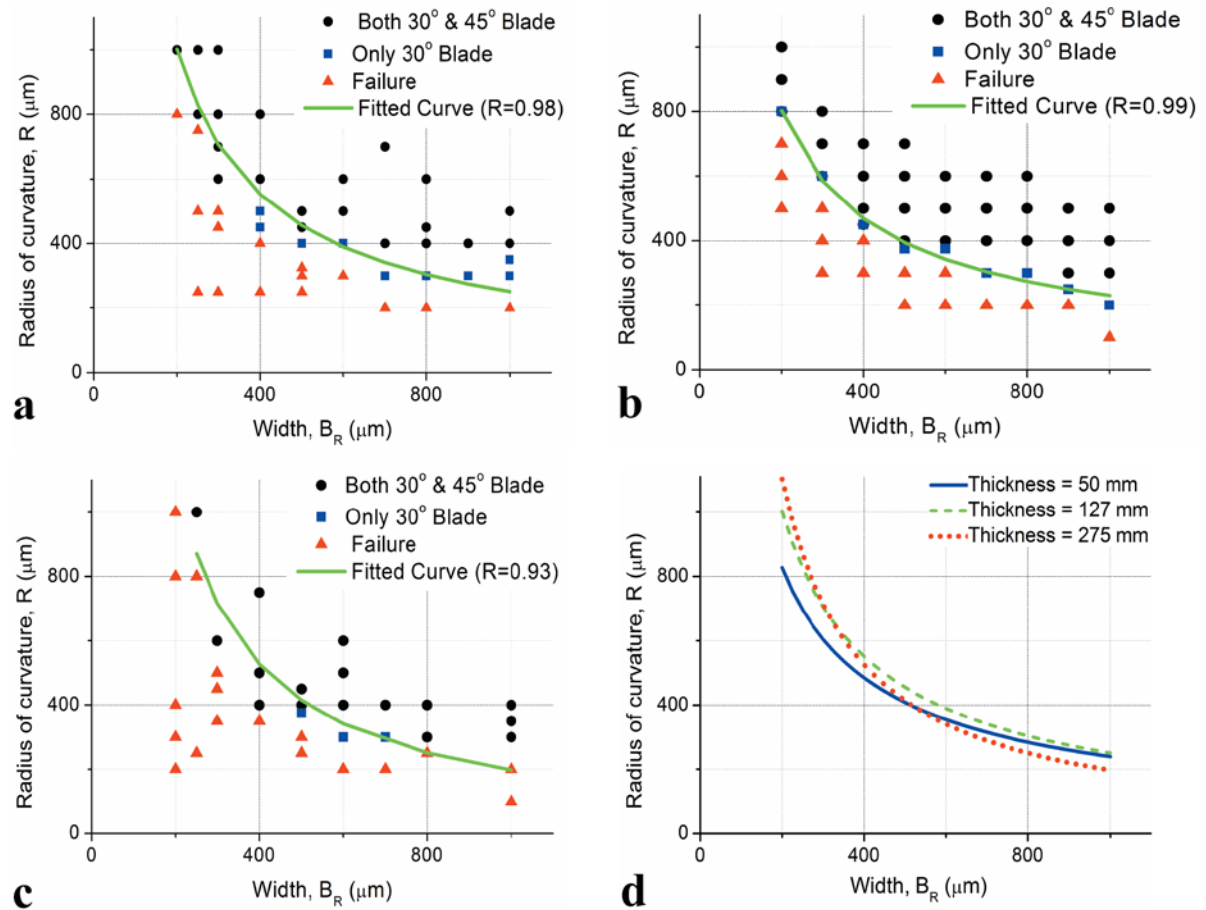 Both 30° & 45° Blade
Only 30° Blade
Failure
Fitted Curve (R=0.98)
Radius of curvature, R (μm)
800
400
0
0
400
800
Width, B_R (μm)
a
Both 30° & 45° Blade
Only 30° Blade
Failure
Fitted Curve (R=0.99)
Radius of curvature, R (μm)
800
400
0
0
400
800
Width, B_R (μm)
b
Both 30° & 45° Blade
Only 30° Blade
Failure
Fitted Curve (R=0.93)
Radius of curvature, R (μm)
800
400
0
0
400
800
Width, B_R (μm)
c
Thickness = 50 mm
Thickness = 127 mm
Thickness = 275 mm
Radius of curvature, R (μm)
800
400
0
0
400
800
Width, B_R (μm)
d